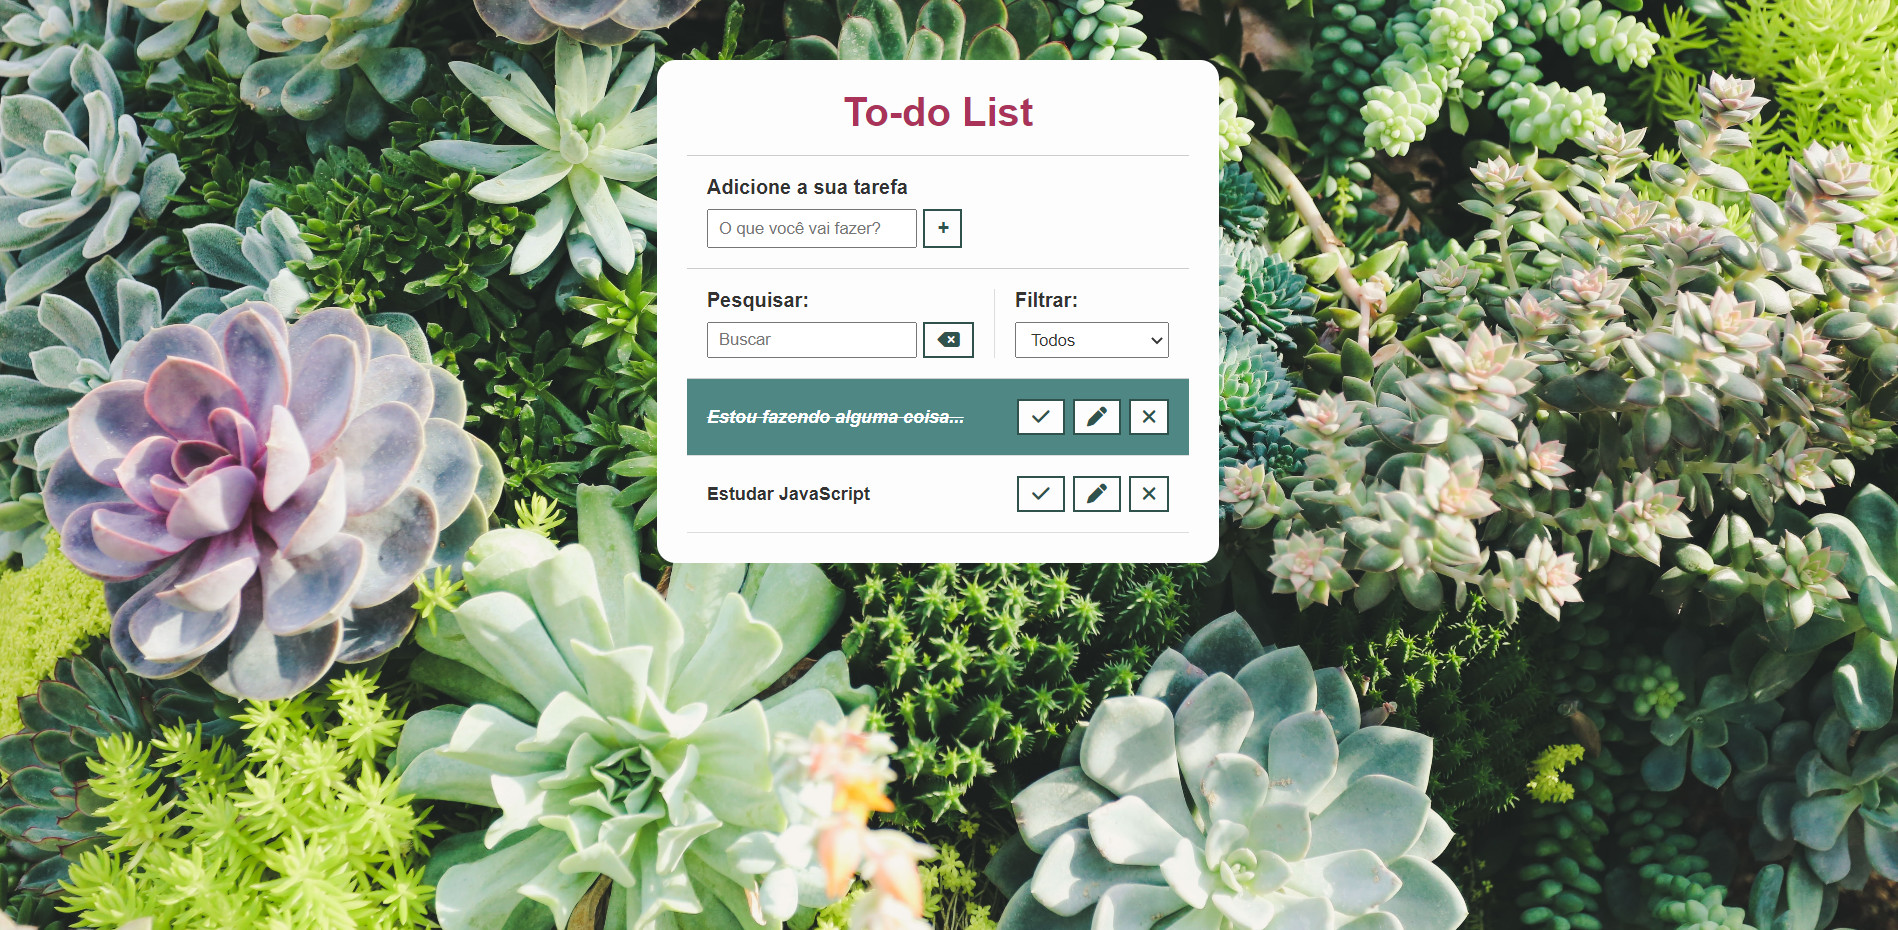 To-do List
Adicione a sua tarefa
O que você vai fazer?
+
Pesquisar:
Filtrar:
Buscar
Todos
Estou fazendo alguma coisa...
Estudar JavaScript